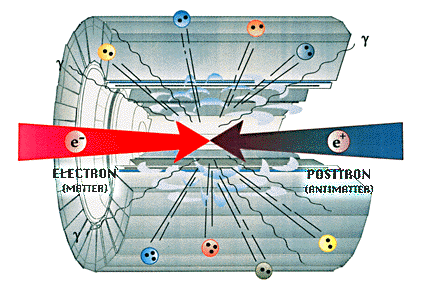 γ
γ
e⁻
e⁺
ELECTRON
(MATTER)
POSITRON
(ANTIMATTER)
γ